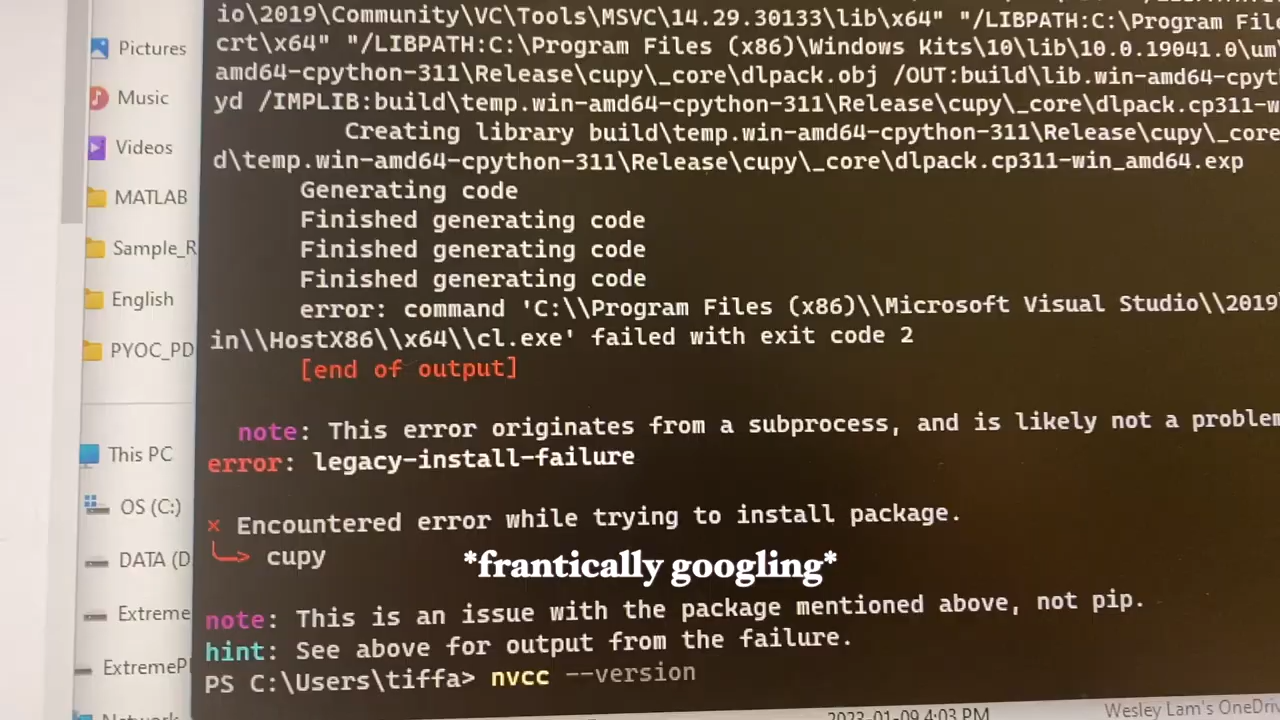 Pictures
Music
Videos
MATLAB
Sample_R
English
PYOC_PD
This PC
OS (C:)
DATA (D
Extreme
ExtremeP
Network
io\2019\Community\VC\Tools\MSVC\14.29.30133\lib\x64" "/LIBPATH:C:\Program File
crt\x64" "/LIBPATH:C:\Program Files (x86)\Windows Kits\10\lib\10.0.19041.0\um\
amd64-cpython-311\Release\cupy\_core\dlpack.obj /OUT:build\lib.win-amd64-cpyt
yd /IMPLIB:build\temp.win-amd64-cpython-311\Release\cupy\_core\dlpack.cp311-w
Creating library build\temp.win-amd64-cpython-311\Release\cupy\_core
d\temp.win-amd64-cpython-311\Release\cupy\_core\dlpack.cp311-win_amd64.exp
Generating code
Finished generating code
Finished generating code
Finished generating code
error: command 'C:\\Program Files (x86)\\Microsoft Visual Studio\\2019
in\\HostX86\\x64\\cl.exe' failed with exit code 2
[end of output]
note: This error originates from a subprocess, and is likely not a problem
error: legacy-install-failure
× Encountered error while trying to install package.
╰─> cupy
*frantically googling*
note: This is an issue with the package mentioned above, not pip.
hint: See above for output from the failure.
PS C:\Users\tiffa> nvcc --version
2023-01-09 4:03 PM
Wesley Lam's OneDriv